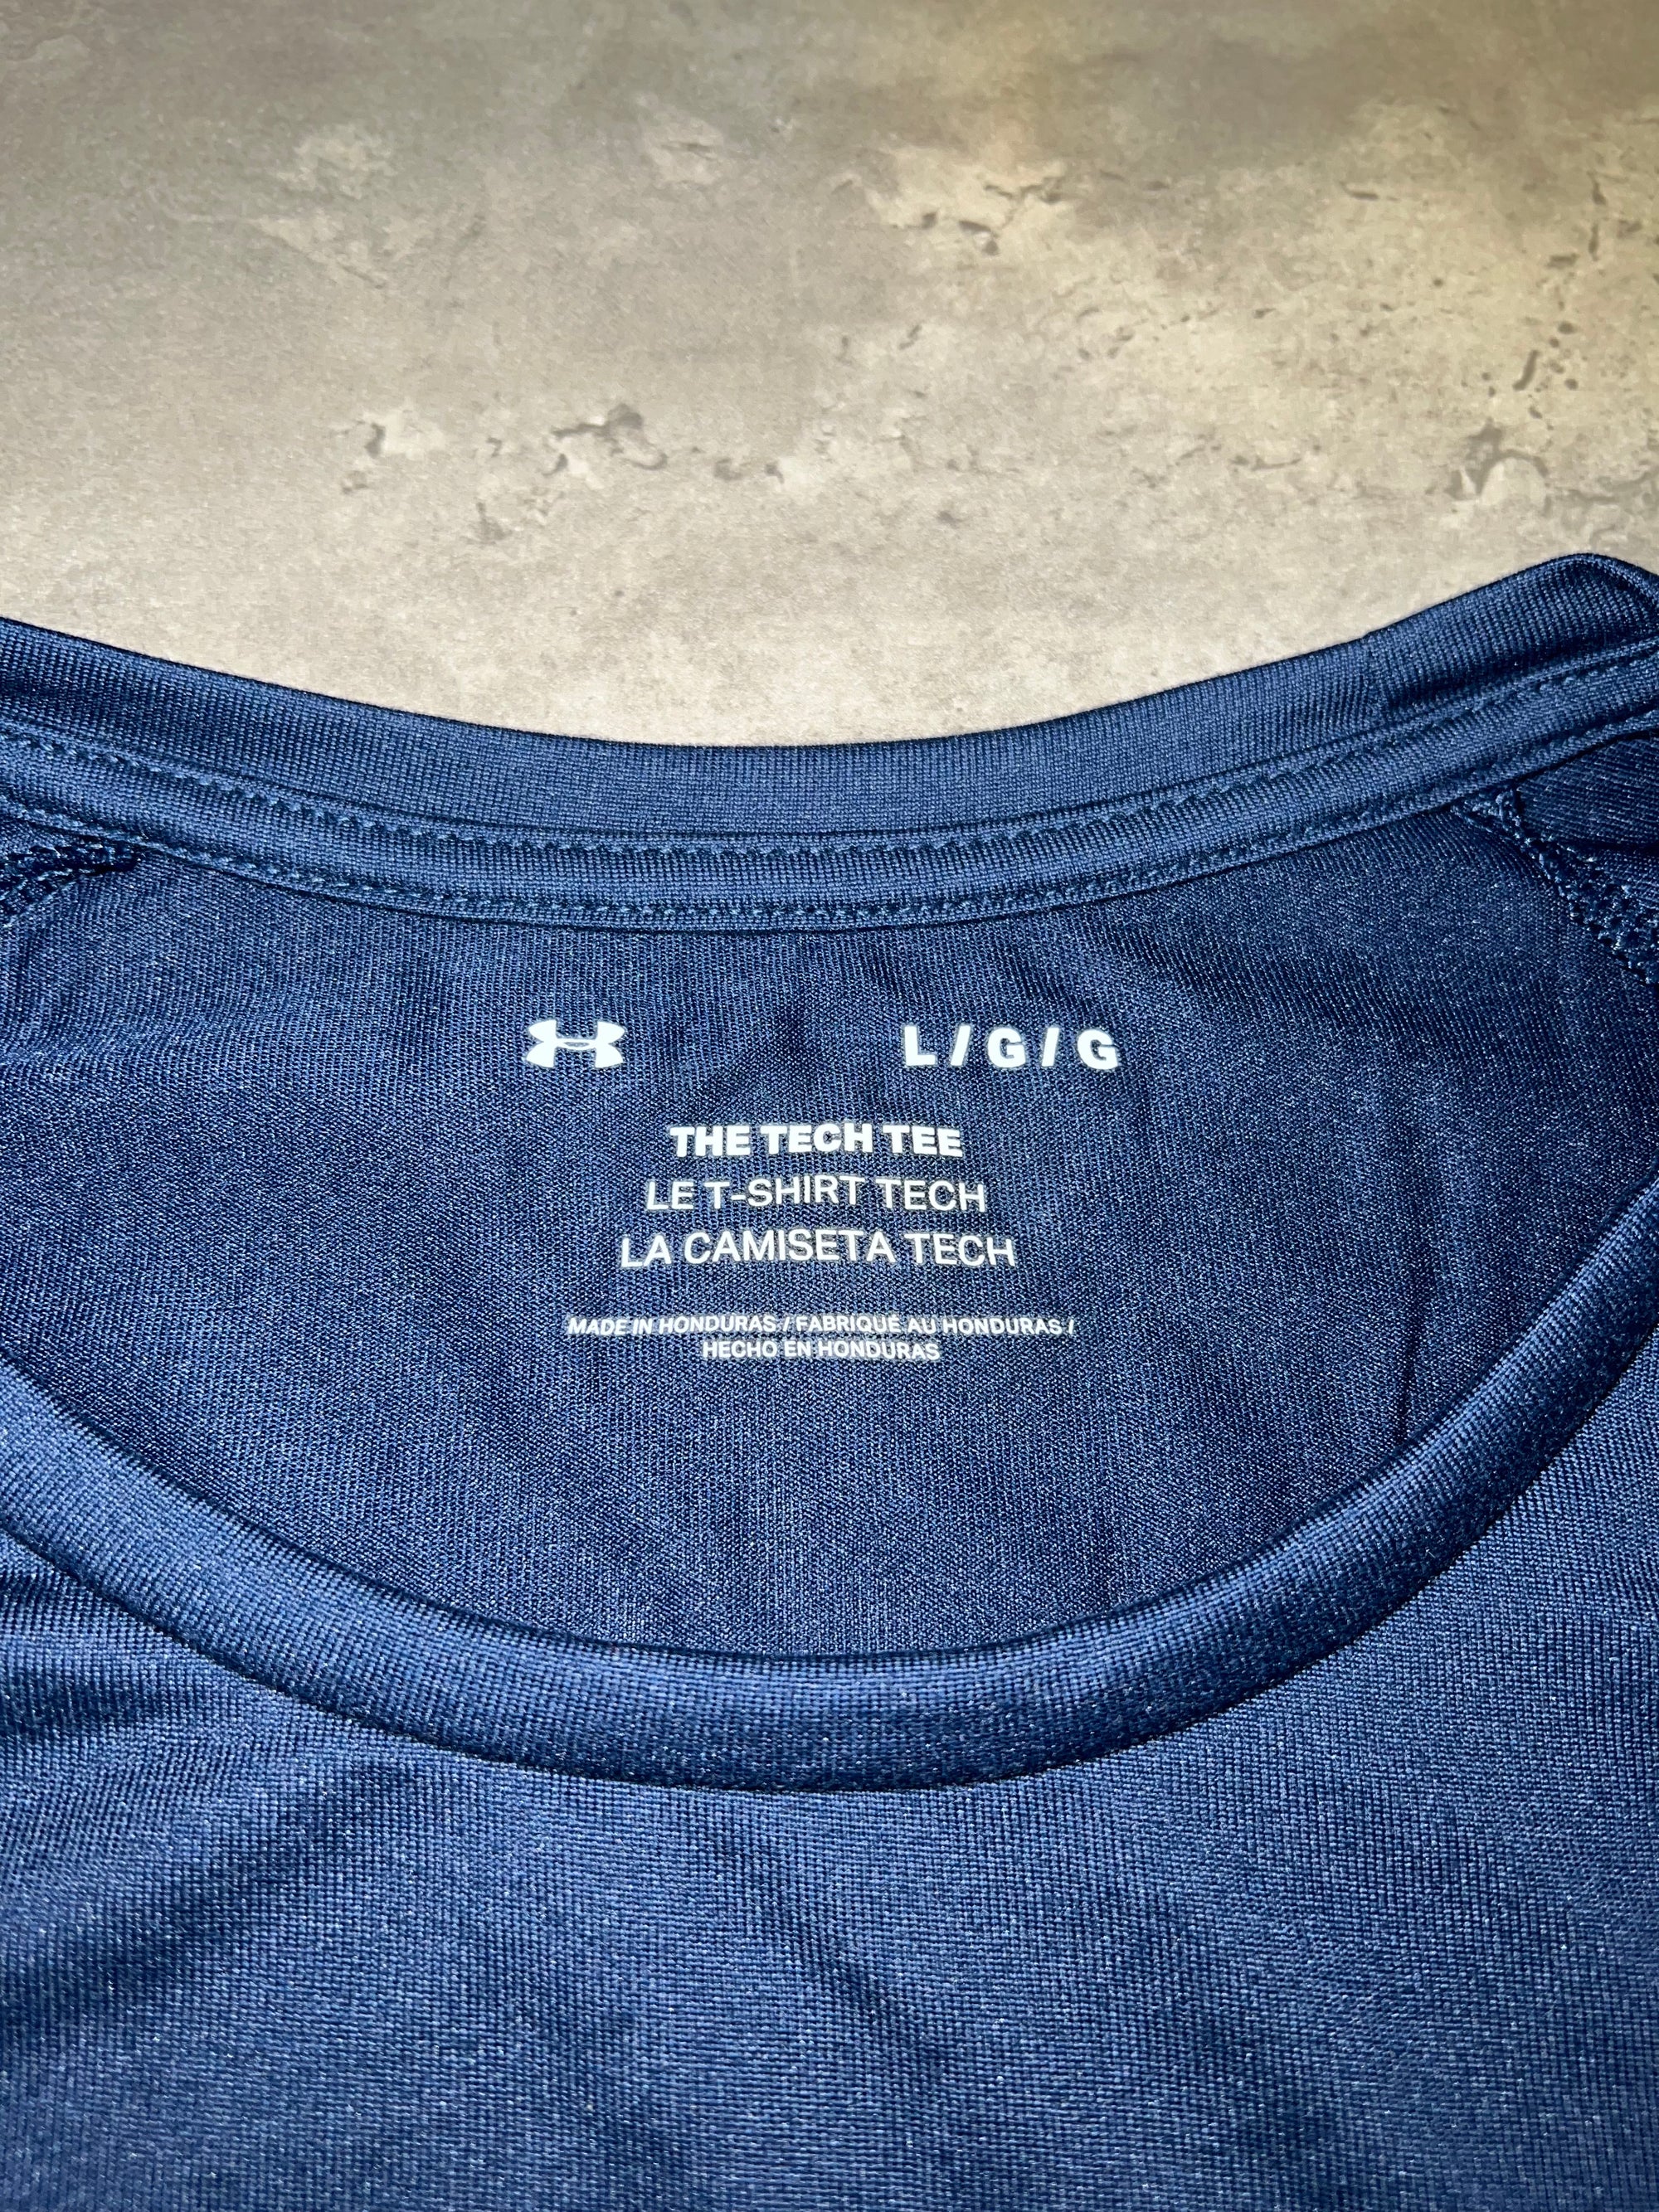 L/G/G
THE TECH TEE
LE T-SHIRT TECH
LA CAMISETA TECH
MADE IN HONDURAS / FABRIQUÉ AU HONDURAS /
HECHO EN HONDURAS